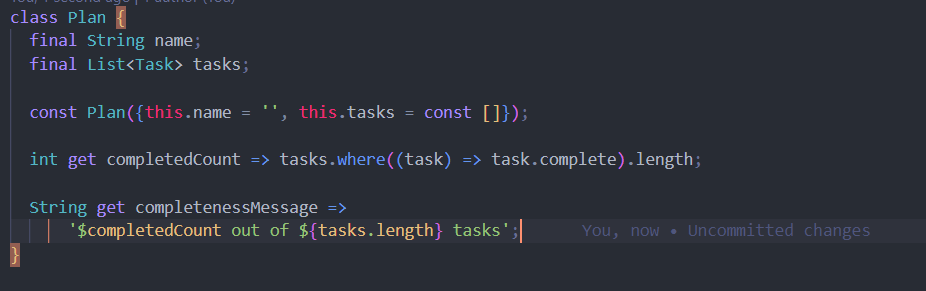 You, 1 second ago | 1 author (You)
class Plan {
final String name;
final List<Task> tasks;
const Plan({this.name = '', this.tasks = const []});
int get completedCount => tasks.where((task) => task.complete).length;
String get completenessMessage =>
'$completedCount out of ${tasks.length} tasks'; You, now • Uncommitted changes
}